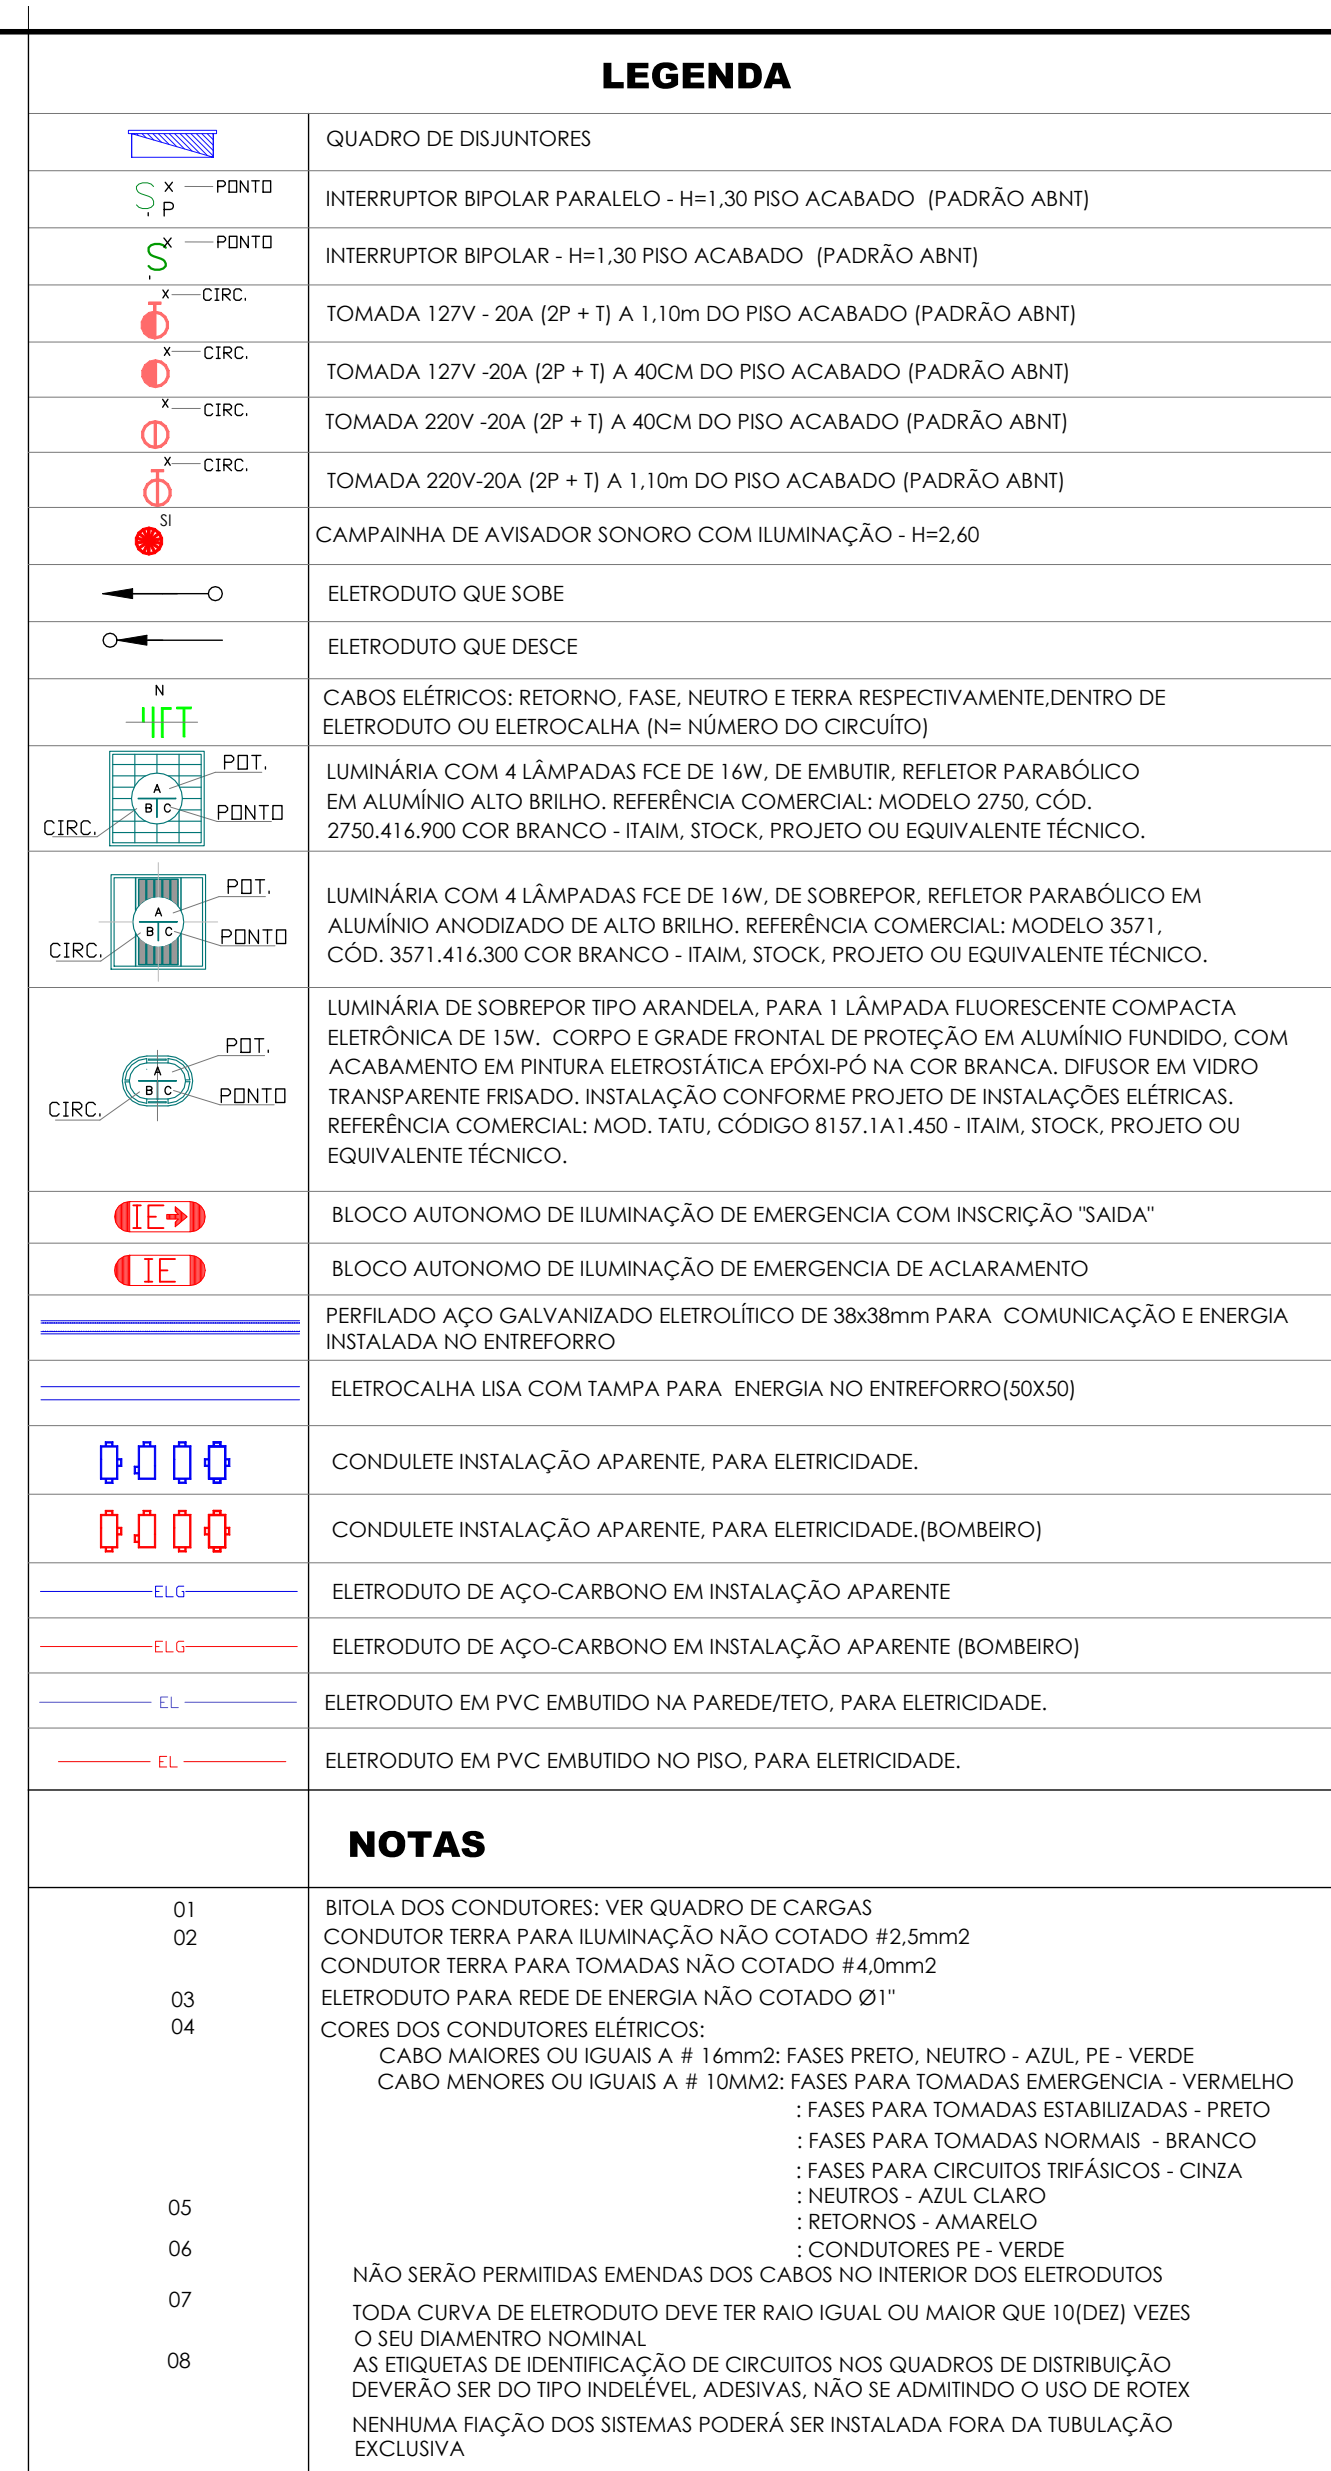 LEGENDA
QUADRO DE DISJUNTORES
S x PONTO
P
INTERRUPTOR BIPOLAR PARALELO - H=1,30 PISO ACABADO (PADRÃO ABNT)
S x PONTO
INTERRUPTOR BIPOLAR - H=1,30 PISO ACABADO (PADRÃO ABNT)
x CIRC.
TOMADA 127V - 20A (2P + T) A 1,10m DO PISO ACABADO (PADRÃO ABNT)
x CIRC.
TOMADA 127V -20A (2P + T) A 40CM DO PISO ACABADO (PADRÃO ABNT)
x CIRC.
TOMADA 220V -20A (2P + T) A 40CM DO PISO ACABADO (PADRÃO ABNT)
x CIRC.
TOMADA 220V-20A (2P + T) A 1,10m DO PISO ACABADO (PADRÃO ABNT)
SI
CAMPAINHA DE AVISADOR SONORO COM ILUMINAÇÃO - H=2,60
ELETRODUTO QUE SOBE
ELETRODUTO QUE DESCE
N
CABOS ELÉTRICOS: RETORNO, FASE, NEUTRO E TERRA RESPECTIVAMENTE,DENTRO DE
ELETRODUTO OU ELETROCALHA (N= NÚMERO DO CIRCUÍTO)
POT.
A
B C PONTO
CIRC.
LUMINÁRIA COM 4 LÂMPADAS FCE DE 16W, DE EMBUTIR, REFLETOR PARABÓLICO
EM ALUMÍNIO ALTO BRILHO. REFERÊNCIA COMERCIAL: MODELO 2750, CÓD.
2750.416.900 COR BRANCO - ITAIM, STOCK, PROJETO OU EQUIVALENTE TÉCNICO.
POT.
A
B C PONTO
CIRC.
LUMINÁRIA COM 4 LÂMPADAS FCE DE 16W, DE SOBREPOR, REFLETOR PARABÓLICO EM
ALUMÍNIO ANODIZADO DE ALTO BRILHO. REFERÊNCIA COMERCIAL: MODELO 3571,
CÓD. 3571.416.300 COR BRANCO - ITAIM, STOCK, PROJETO OU EQUIVALENTE TÉCNICO.
POT.
A
B C PONTO
CIRC.
LUMINÁRIA DE SOBREPOR TIPO ARANDELA, PARA 1 LÂMPADA FLUORESCENTE COMPACTA
ELETRÔNICA DE 15W. CORPO E GRADE FRONTAL DE PROTEÇÃO EM ALUMÍNIO FUNDIDO, COM
ACABAMENTO EM PINTURA ELETROSTÁTICA EPÓXI-PÓ NA COR BRANCA. DIFUSOR EM VIDRO
TRANSPARENTE FRISADO. INSTALAÇÃO CONFORME PROJETO DE INSTALAÇÕES ELÉTRICAS.
REFERÊNCIA COMERCIAL: MOD. TATU, CÓDIGO 8157.1A1.450 - ITAIM, STOCK, PROJETO OU
EQUIVALENTE TÉCNICO.
IE
BLOCO AUTONOMO DE ILUMINAÇÃO DE EMERGENCIA COM INSCRIÇÃO "SAIDA"
IE
BLOCO AUTONOMO DE ILUMINAÇÃO DE EMERGENCIA DE ACLARAMENTO
PERFILADO AÇO GALVANIZADO ELETROLÍTICO DE 38x38mm PARA COMUNICAÇÃO E ENERGIA
INSTALADA NO ENTREFORRO
ELETROCALHA LISA COM TAMPA PARA ENERGIA NO ENTREFORRO(50X50)
CONDULETE INSTALAÇÃO APARENTE, PARA ELETRICIDADE.
CONDULETE INSTALAÇÃO APARENTE, PARA ELETRICIDADE.(BOMBEIRO)
ELG
ELETRODUTO DE AÇO-CARBONO EM INSTALAÇÃO APARENTE
ELG
ELETRODUTO DE AÇO-CARBONO EM INSTALAÇÃO APARENTE (BOMBEIRO)
EL
ELETRODUTO EM PVC EMBUTIDO NA PAREDE/TETO, PARA ELETRICIDADE.
EL
ELETRODUTO EM PVC EMBUTIDO NO PISO, PARA ELETRICIDADE.
NOTAS
01 BITOLA DOS CONDUTORES: VER QUADRO DE CARGAS
02 CONDUTOR TERRA PARA ILUMINAÇÃO NÃO COTADO #2,5mm2
CONDUTOR TERRA PARA TOMADAS NÃO COTADO #4,0mm2
03 ELETRODUTO PARA REDE DE ENERGIA NÃO COTADO Ø1"
04 CORES DOS CONDUTORES ELÉTRICOS:
CABO MAIORES OU IGUAIS A # 16mm2: FASES PRETO, NEUTRO - AZUL, PE - VERDE
CABO MENORES OU IGUAIS A # 10MM2: FASES PARA TOMADAS EMERGENCIA - VERMELHO
: FASES PARA TOMADAS ESTABILIZADAS - PRETO
: FASES PARA TOMADAS NORMAIS - BRANCO
: FASES PARA CIRCUITOS TRIFÁSICOS - CINZA
05 : NEUTROS - AZUL CLARO
: RETORNOS - AMARELO
06 : CONDUTORES PE - VERDE
NÃO SERÃO PERMITIDAS EMENDAS DOS CABOS NO INTERIOR DOS ELETRODUTOS
07 TODA CURVA DE ELETRODUTO DEVE TER RAIO IGUAL OU MAIOR QUE 10(DEZ) VEZES
O SEU DIAMENTRO NOMINAL
08 AS ETIQUETAS DE IDENTIFICAÇÃO DE CIRCUITOS NOS QUADROS DE DISTRIBUIÇÃO
DEVERÃO SER DO TIPO INDELÉVEL, ADESIVAS, NÃO SE ADMITINDO O USO DE ROTEX
NENHUMA FIAÇÃO DOS SISTEMAS PODERÁ SER INSTALADA FORA DA TUBULAÇÃO
EXCLUSIVA